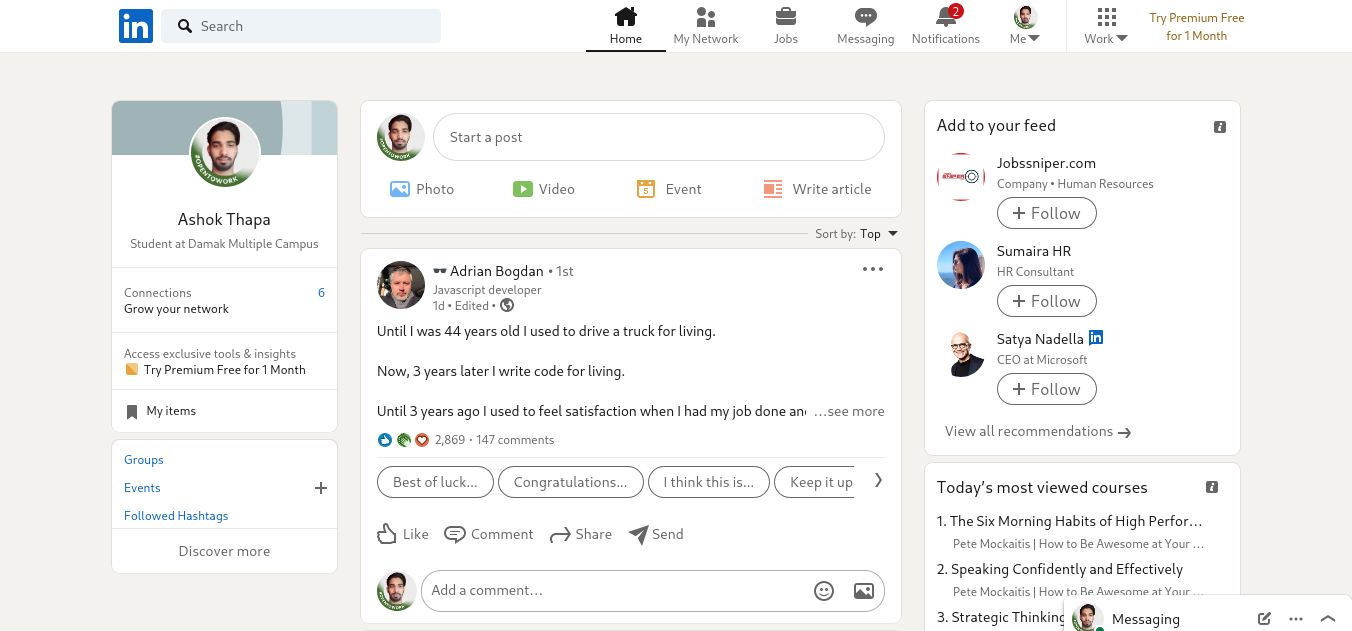 in
Search
Home
My Network
Jobs
Messaging
2
Notifications
Me
Work
Try Premium Free
for 1 Month
#OPENTOWORK
Ashok Thapa
Student at Damak Multiple Campus
Connections 6
Grow your network
Access exclusive tools & insights
Try Premium Free for 1 Month
My items
Groups
Events
Followed Hashtags
Discover more
Start a post
Photo
Video
5
Event
Write article
Sort by: Top
Adrian Bogdan • 1st
Javascript developer
1d • Edited •
Until I was 44 years old I used to drive a truck for living.
Now, 3 years later I write code for living.
Until 3 years ago I used to feel satisfaction when I had my job done an …see more
2,869 · 147 comments
Best of luck...
Congratulations...
I think this is...
Keep it up
Like
Comment
Share
Send
Add a comment…
Add to your feed
Jobssniper.com
Company • Human Resources
+ Follow
Sumaira HR
HR Consultant
+ Follow
Satya Nadella in
CEO at Microsoft
+ Follow
View all recommendations
Today's most viewed courses
1. The Six Morning Habits of High Perfor…
Pete Mockaitis | How to Be Awesome at Your …
2. Speaking Confidently and Effectively
Pete Mockaitis | How to Be Awesome at Your …
3. Strategic Thinking
Messaging